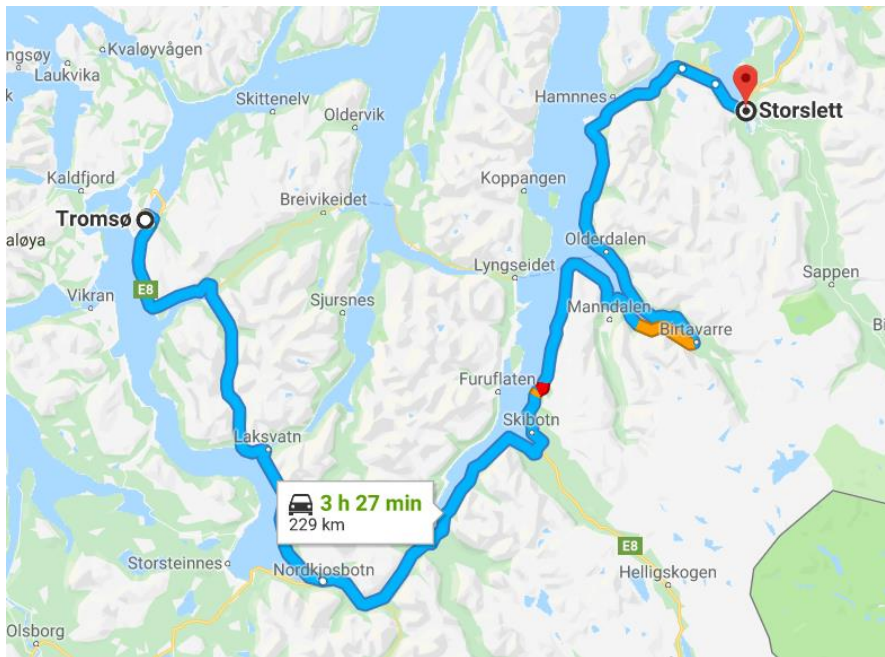 ngsøy
Kvaløyvågen
Laukvika
Skittenelv
Hamnnes
Storslett
Oldervik
Kaldfjord
Breivikeidet
Koppangen
Tromsø
aløya
Olderdalen
Lyngseidet
Sappen
E8
Vikran
Sjursnes
Manndalen
Birtavarre
Bi
Furuflaten
Skibotn
Laksvatn
3 h 27 min
229 km
E8
Storsteinnes
Nordkjosbotn
Helligskogen
Olsborg